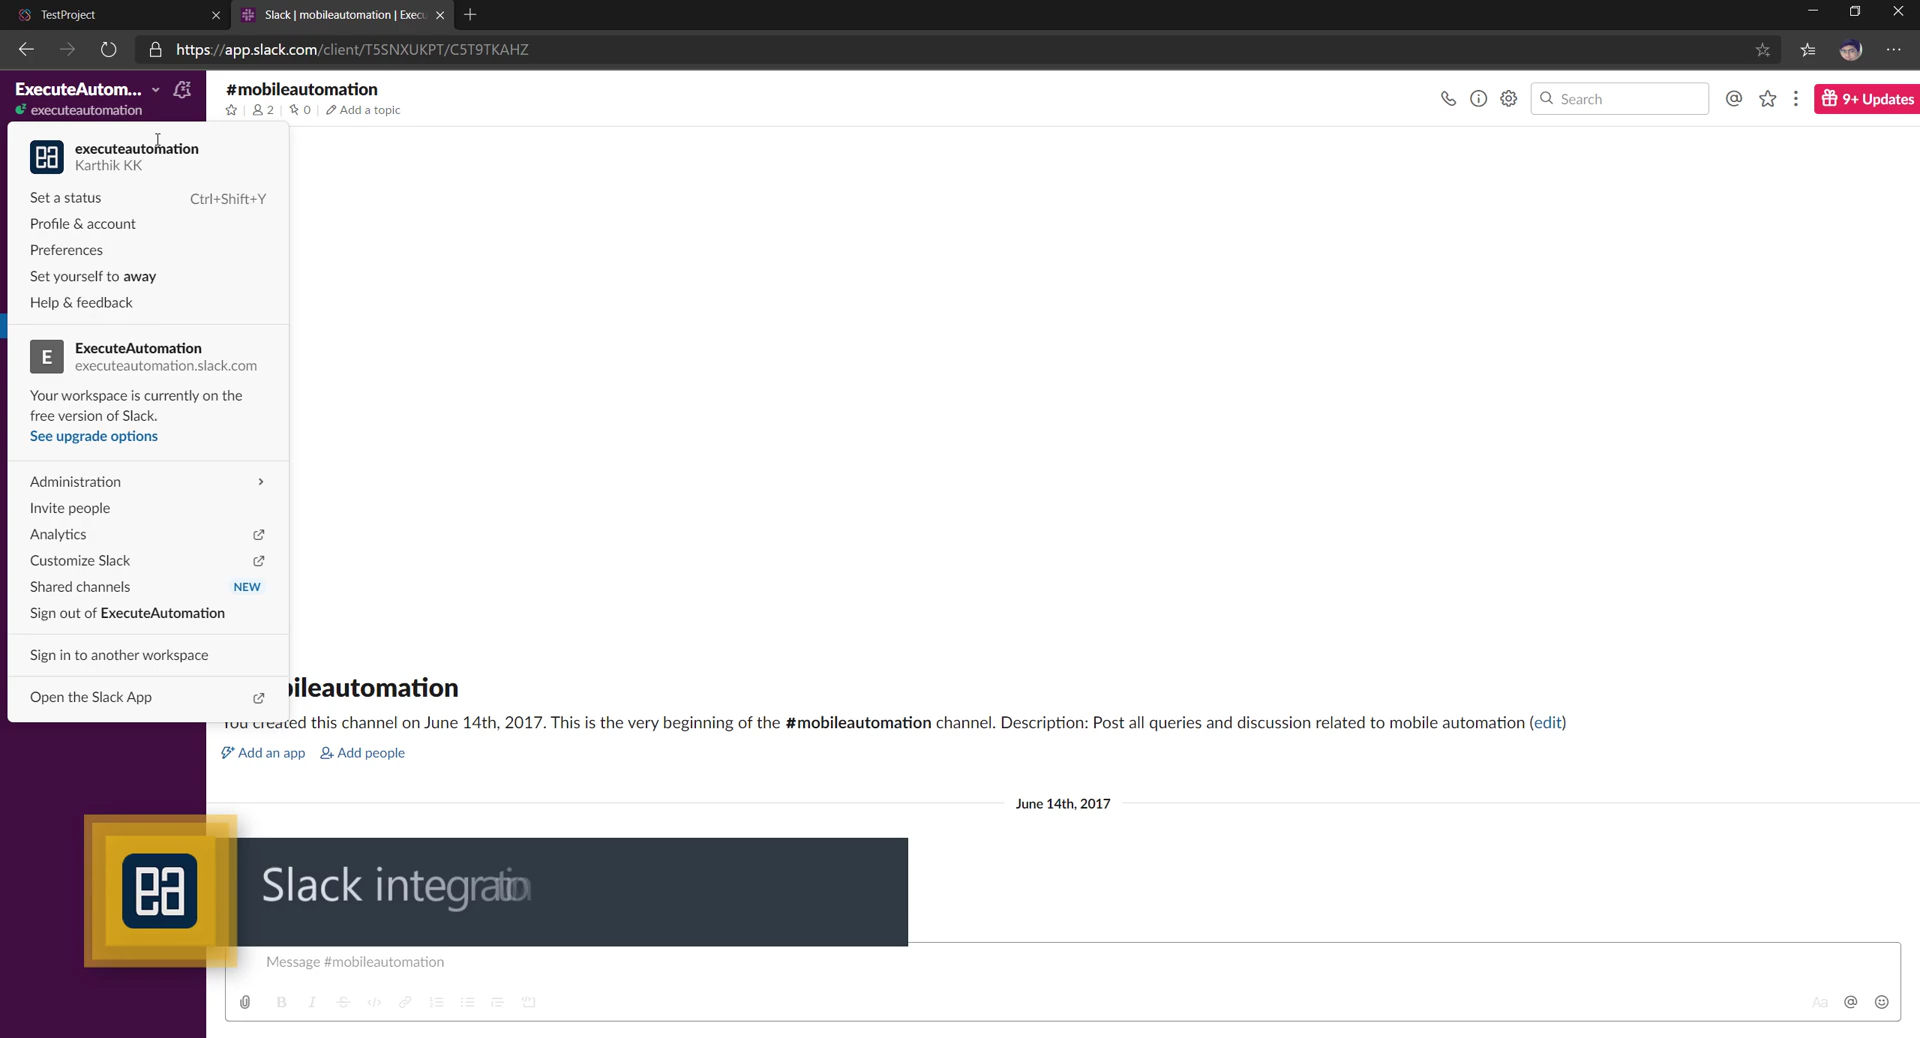 TestProject
Slack | mobileautomation | Execu
https://app.slack.com/client/T5SNXUKPT/C5T9TKAHZ
ExecuteAutom...
executeautomation
#mobileautomation
2
0
Add a topic
Search
9+ Updates
executeautomation
Karthik KK
Set a status Ctrl+Shift+Y
Profile & account
Preferences
Set yourself to away
Help & feedback
E
ExecuteAutomation
executeautomation.slack.com
Your workspace is currently on the
free version of Slack.
See upgrade options
Administration
Invite people
Analytics
Customize Slack
Shared channels NEW
Sign out of ExecuteAutomation
Sign in to another workspace
Open the Slack App
bileautomation
You created this channel on June 14th, 2017. This is the very beginning of the #mobileautomation channel. Description: Post all queries and discussion related to mobile automation (edit)
Add an app Add people
June 14th, 2017
ea
Slack integration
Message #mobileautomation
B I S
Aa @